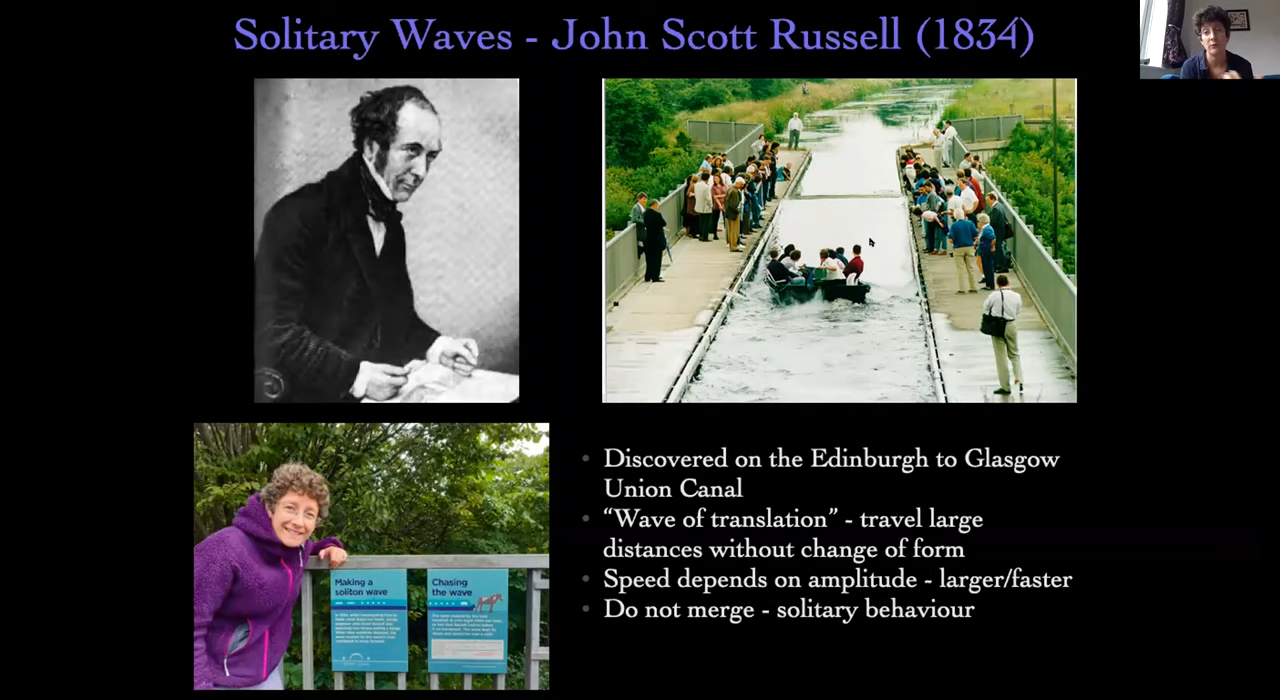 Solitary Waves - John Scott Russell (1834)
Making a
soliton wave
Chasing
the wave
Discovered on the Edinburgh to Glasgow
Union Canal
“Wave of translation” - travel large
distances without change of form
Speed depends on amplitude - larger/faster
Do not merge - solitary behaviour